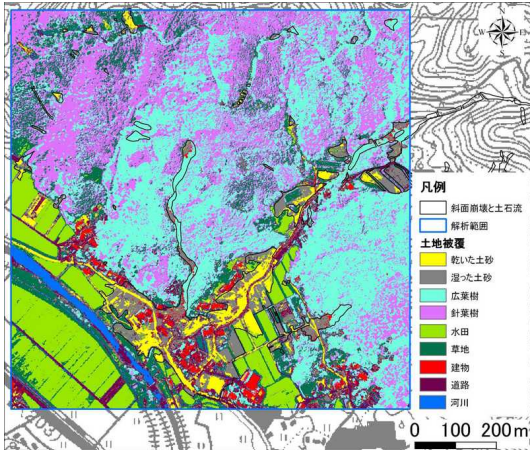 N
W
E
S
凡例
斜面崩壊と土石流
解析範囲
土地被覆
乾いた土砂
湿った土砂
広葉樹
針葉樹
水田
草地
建物
道路
河川
0 100 200 m